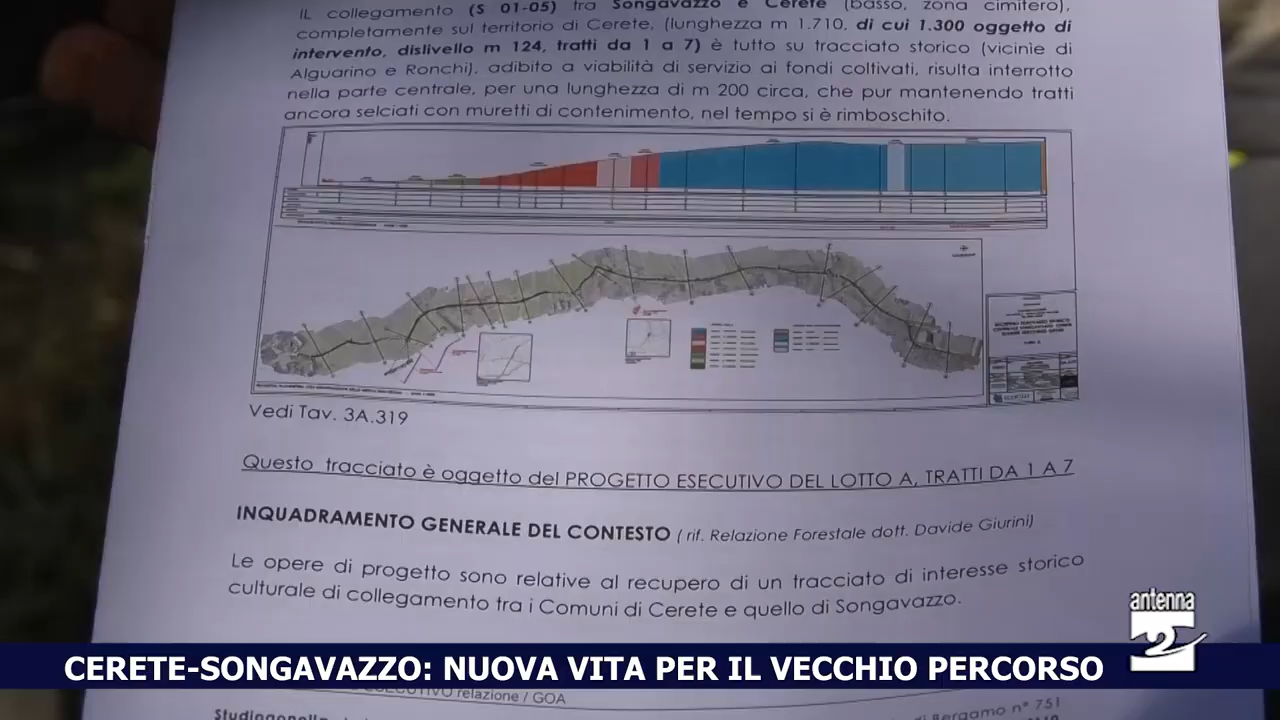 IL collegamento (S 01-05) tra Songavazzo e Cerete (basso, zona cimitero),
completamente sul territorio di Cerete, (lunghezza m 1.710, di cui 1.300 oggetto di
intervento, dislivello m 124, tratti da 1 a 7) è tutto su tracciato storico (vicinie di
Alguarino e Ronchi), adibito a viabilità di servizio ai fondi coltivati, risulta interrotto
nella parte centrale, per una lunghezza di m 200 circa, che pur mantenendo tratti
ancora selciati con muretti di contenimento, nel tempo si è rimboschito.
Vedi Tav. 3A.319
Questo tracciato è oggetto del PROGETTO ESECUTIVO DEL LOTTO A, TRATTI DA 1 A 7
INQUADRAMENTO GENERALE DEL CONTESTO ( rif. Relazione Forestale dott. Davide Giurini)
Le opere di progetto sono relative al recupero di un tracciato di interesse storico
culturale di collegamento tra i Comuni di Cerete e quello di Songavazzo.
antenna
2
CERETE-SONGAVAZZO: NUOVA VITA PER IL VECCHIO PERCORSO
relazione / GOA
di Bergamo n° 751